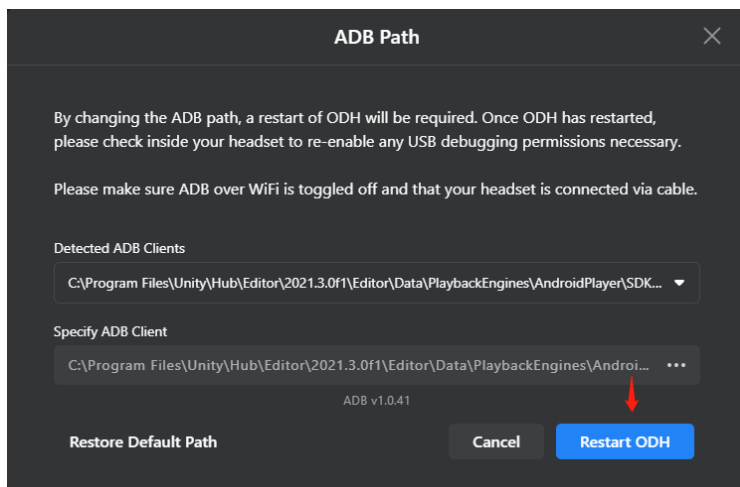 ADB Path
By changing the ADB path, a restart of ODH will be required. Once ODH has restarted,
please check inside your headset to re-enable any USB debugging permissions necessary.
Please make sure ADB over WiFi is toggled off and that your headset is connected via cable.
Detected ADB Clients
C:\Program Files\Unity\Hub\Editor\2021.3.0f1\Editor\Data\PlaybackEngines\AndroidPlayer\SDK...
Specify ADB Client
C:\Program Files\Unity\Hub\Editor\2021.3.0f1\Editor\Data\PlaybackEngines\Androi...
ADB v1.0.41
Restore Default Path Cancel Restart ODH